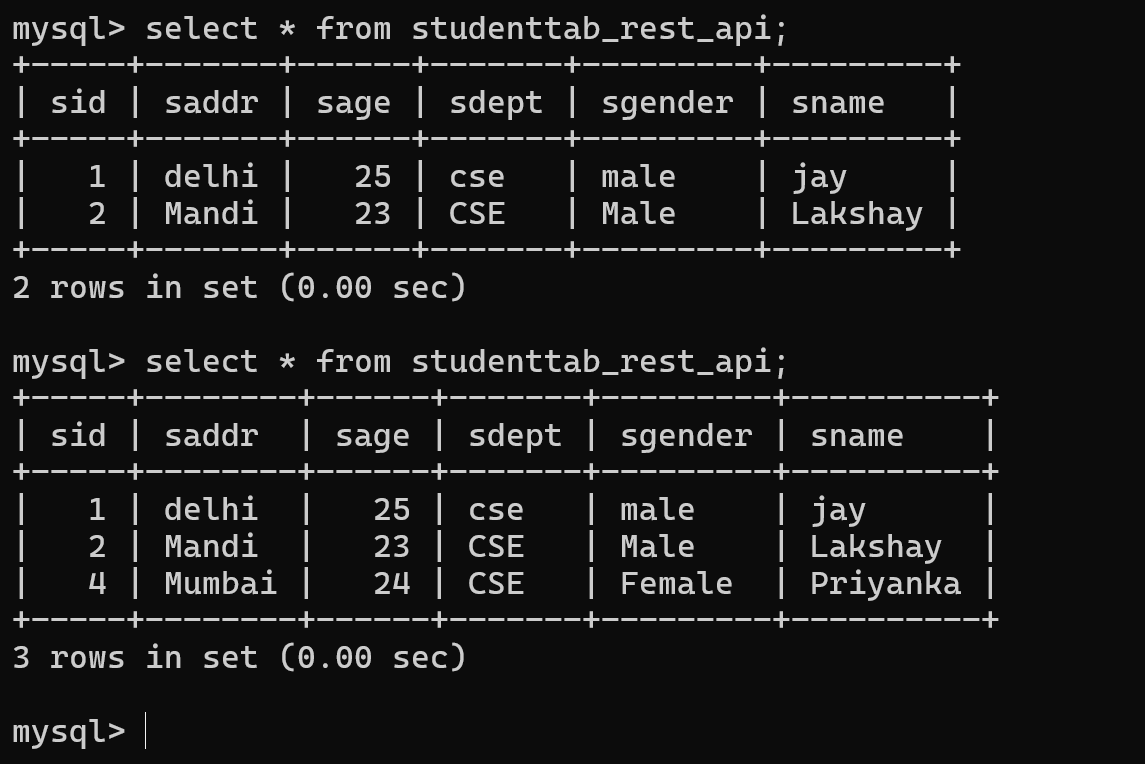 mysql> select * from studenttab_rest_api;
+-----+-------+------+-------+---------+---------+
| sid | saddr | sage | sdept | sgender | sname   |
+-----+-------+------+-------+---------+---------+
|   1 | delhi |   25 | cse   | male    | jay     |
|   2 | Mandi |   23 | CSE   | Male    | Lakshay |
+-----+-------+------+-------+---------+---------+
2 rows in set (0.00 sec)

mysql> select * from studenttab_rest_api;
+-----+--------+------+-------+---------+----------+
| sid | saddr  | sage | sdept | sgender | sname    |
+-----+--------+------+-------+---------+----------+
|   1 | delhi  |   25 | cse   | male    | jay      |
|   2 | Mandi  |   23 | CSE   | Male    | Lakshay  |
|   4 | Mumbai |   24 | CSE   | Female  | Priyanka |
+-----+--------+------+-------+---------+----------+
3 rows in set (0.00 sec)

mysql>